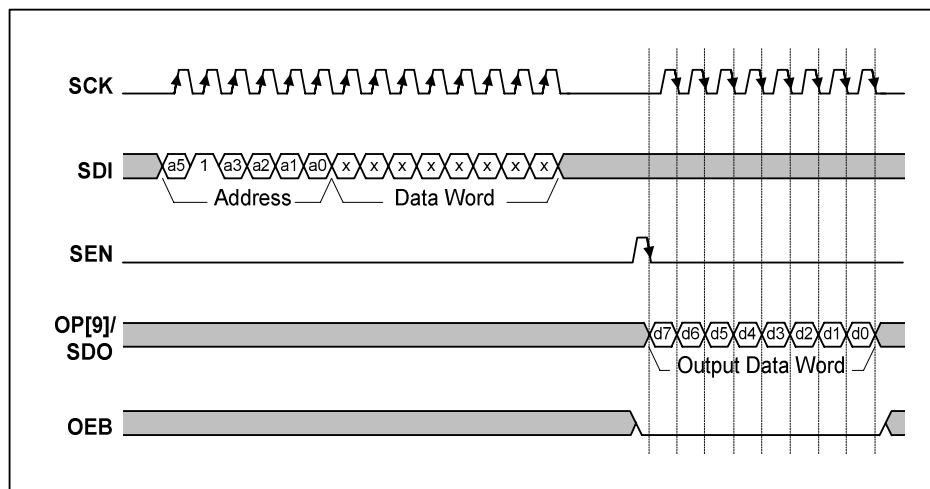 SCK
SDI
a5 1 a3 a2 a1 a0 x x x x x x x x
Address Data Word
SEN
OP[9]/
SDO
d7 d6 d5 d4 d3 d2 d1 d0
Output Data Word
OEB